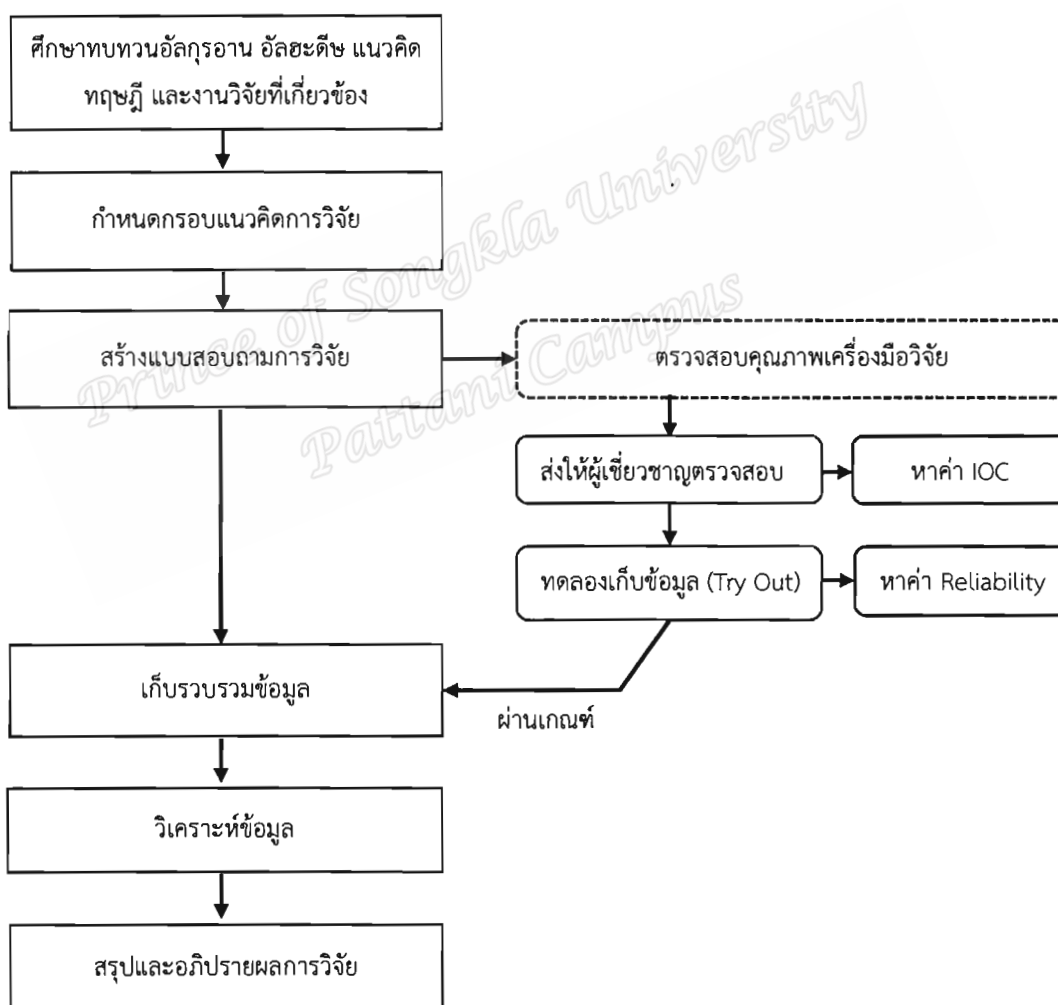 ศึกษาทบทวนอัลกุรอาน อัลฮะดีษ แนวคิด
ทฤษฎี และงานวิจัยที่เกี่ยวข้อง
กำหนดกรอบแนวคิดการวิจัย
สร้างแบบสอบถามการวิจัย
ตรวจสอบคุณภาพเครื่องมือวิจัย
ส่งให้ผู้เชี่ยวชาญตรวจสอบ
หาค่า IOC
ทดลองเก็บข้อมูล (Try Out)
หาค่า Reliability
เก็บรวบรวมข้อมูล
ผ่านเกณฑ์
วิเคราะห์ข้อมูล
สรุปและอภิปรายผลการวิจัย
Prince of Songkla University
Pattani Campus